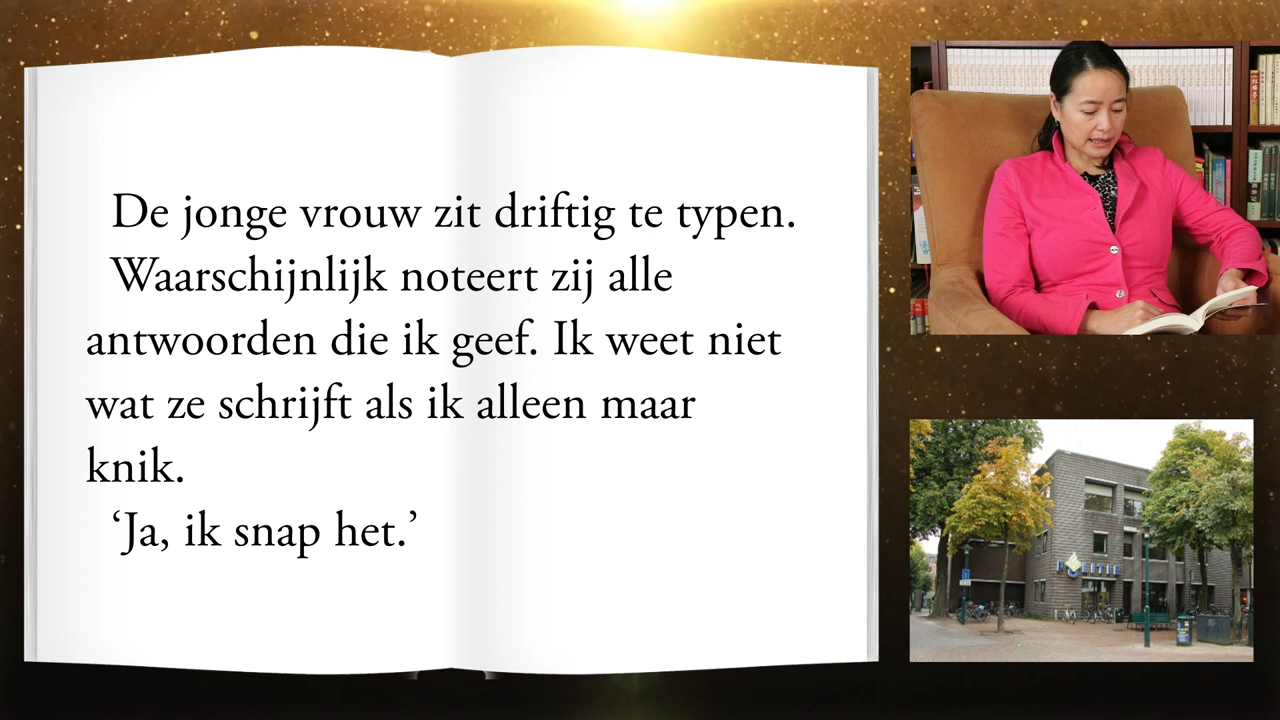 De jonge vrouw zit driftig te typen.
Waarschijnlijk noteert zij alle
antwoorden die ik geef. Ik weet niet
wat ze schrijft als ik alleen maar
knik.
‘Ja, ik snap het.’
POLITIE